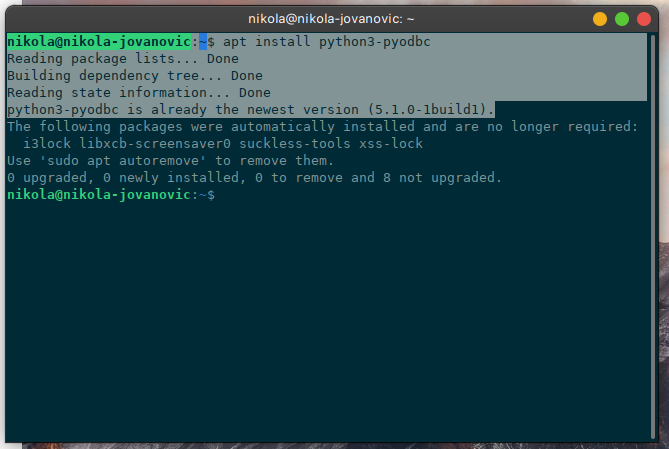 nikola@nikola-jovanovic: ~
nikola@nikola-jovanovic:~$ apt install python3-pyodbc
Reading package lists... Done
Building dependency tree... Done
Reading state information... Done
python3-pyodbc is already the newest version (5.1.0-1build1).
The following packages were automatically installed and are no longer required:
  i3lock libxcb-screensaver0 suckless-tools xss-lock
Use 'sudo apt autoremove' to remove them.
0 upgraded, 0 newly installed, 0 to remove and 8 not upgraded.
nikola@nikola-jovanovic:~$